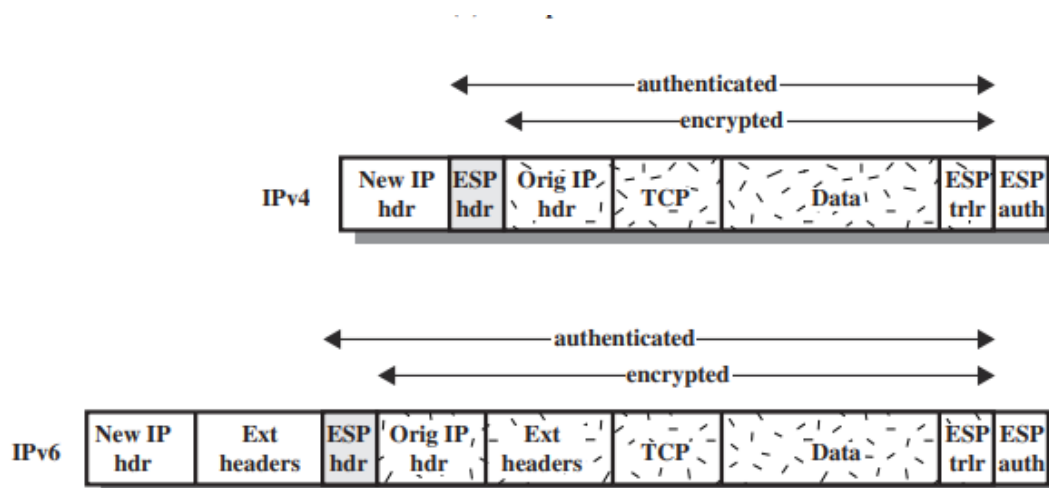 authenticated
encrypted
IPv4
New IP hdr
ESP hdr
Orig IP hdr
TCP
Data
ESP trlr
ESP auth
authenticated
encrypted
IPv6
New IP hdr
Ext headers
ESP hdr
Orig IP hdr
Ext headers
TCP
Data
ESP trlr
ESP auth